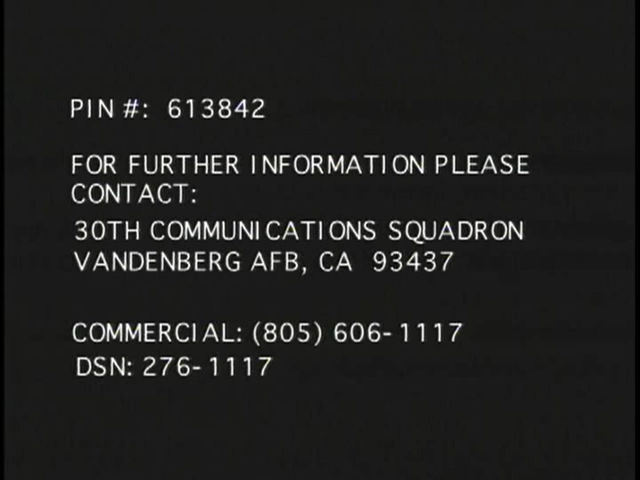 PIN #: 613842
FOR FURTHER INFORMATION PLEASE
CONTACT:
30TH COMMUNICATIONS SQUADRON
VANDENBERG AFB, CA 93437
COMMERCIAL: (805) 606-1117
DSN: 276-1117